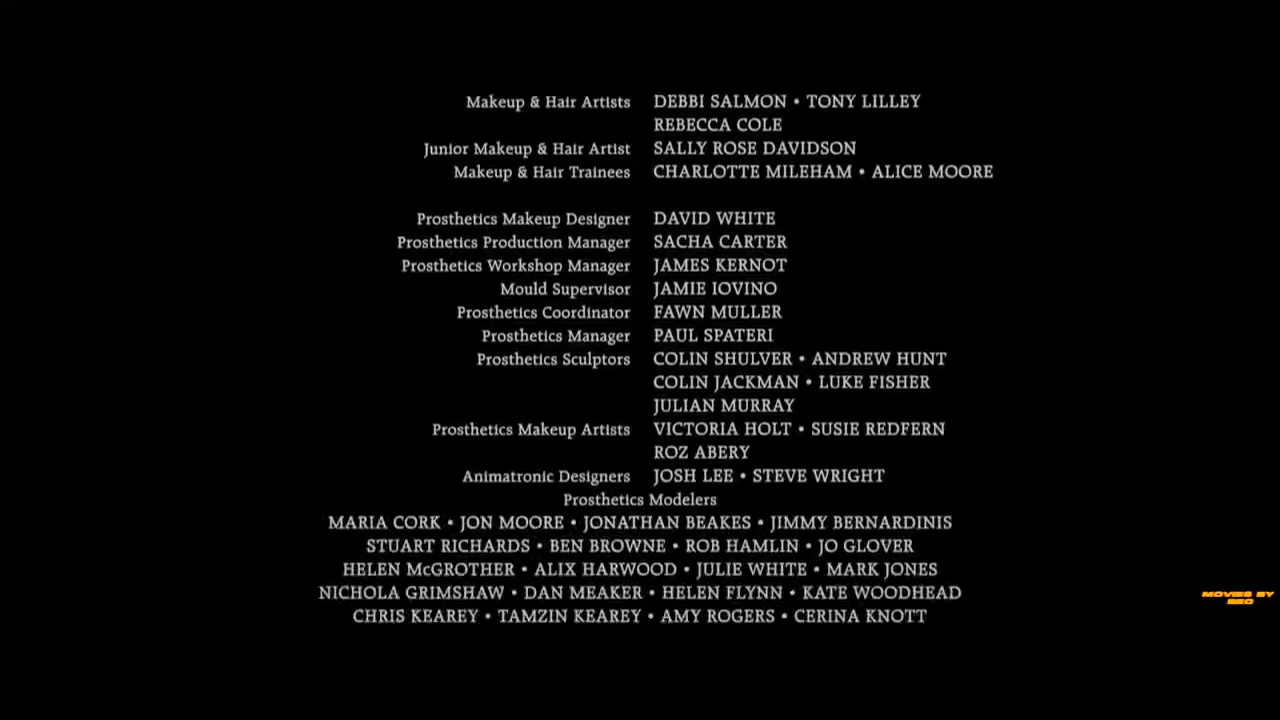 Makeup & Hair Artists DEBBI SALMON • TONY LILLEY
REBECCA COLE
Junior Makeup & Hair Artist SALLY ROSE DAVIDSON
Makeup & Hair Trainees CHARLOTTE MILEHAM • ALICE MOORE
Prosthetics Makeup Designer DAVID WHITE
Prosthetics Production Manager SACHA CARTER
Prosthetics Workshop Manager JAMES KERNOT
Mould Supervisor JAMIE IOVINO
Prosthetics Coordinator FAWN MULLER
Prosthetics Manager PAUL SPATERI
Prosthetics Sculptors COLIN SHULVER • ANDREW HUNT
COLIN JACKMAN • LUKE FISHER
JULIAN MURRAY
Prosthetics Makeup Artists VICTORIA HOLT • SUSIE REDFERN
ROZ ABERY
Animatronic Designers JOSH LEE • STEVE WRIGHT
Prosthetics Modelers
MARIA CORK • JON MOORE • JONATHAN BEAKES • JIMMY BERNARDINIS
STUART RICHARDS • BEN BROWNE • ROB HAMLIN • JO GLOVER
HELEN McGROTHER • ALIX HARWOOD • JULIE WHITE • MARK JONES
NICHOLA GRIMSHAW • DAN MEAKER • HELEN FLYNN • KATE WOODHEAD
CHRIS KEAREY • TAMZIN KEAREY • AMY ROGERS • CERINA KNOTT
MOVIES BY